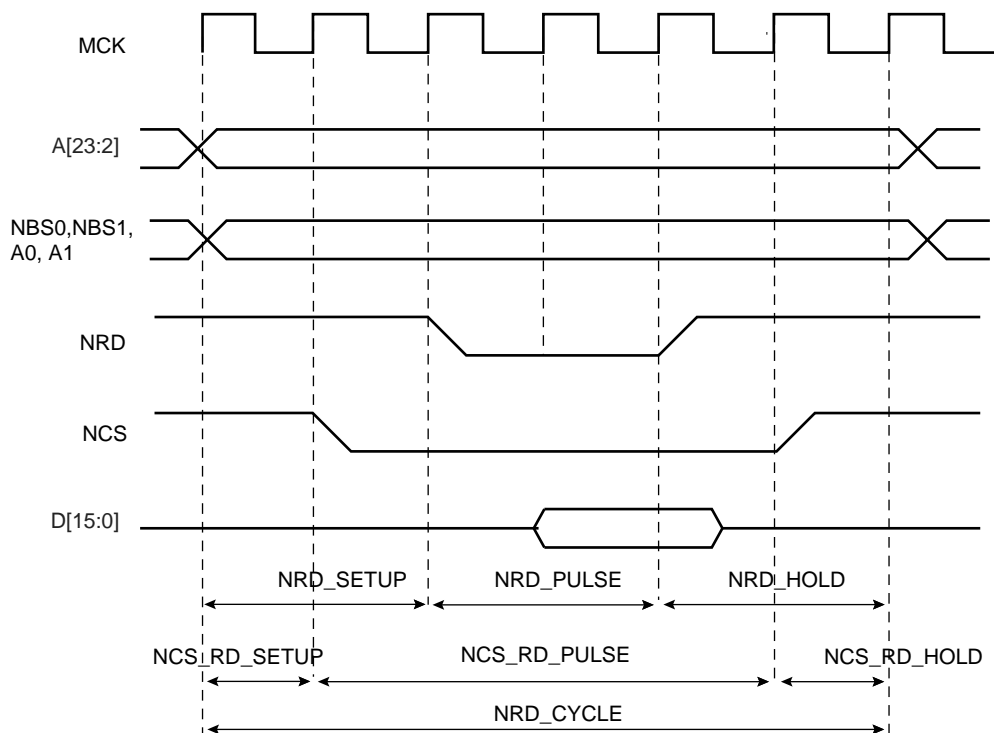 MCK
A[23:2]
NBS0,NBS1,
A0, A1
NRD
NCS
D[15:0]
NRD_SETUP NRD_PULSE NRD_HOLD
NCS_RD_SETUP NCS_RD_PULSE NCS_RD_HOLD
NRD_CYCLE